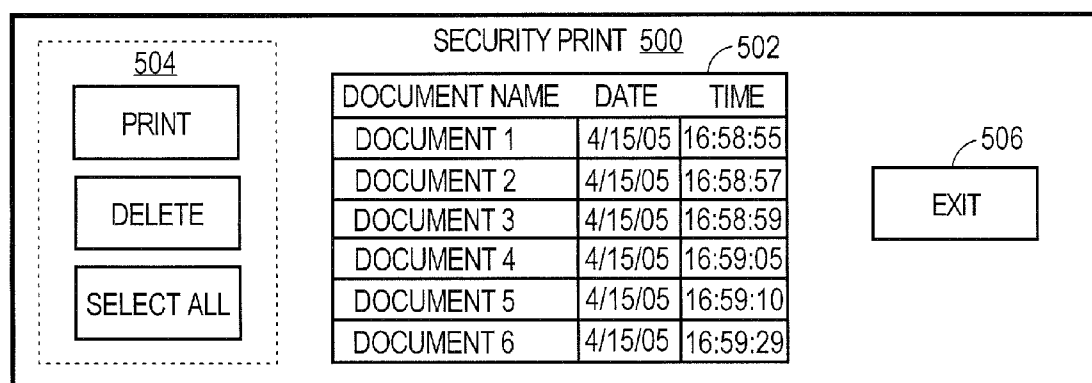 SECURITY PRINT 500
504
PRINT
DELETE
SELECT ALL
502
DOCUMENT NAME DATE TIME
DOCUMENT 1 4/15/05 16:58:55
DOCUMENT 2 4/15/05 16:58:57
DOCUMENT 3 4/15/05 16:58:59
DOCUMENT 4 4/15/05 16:59:05
DOCUMENT 5 4/15/05 16:59:10
DOCUMENT 6 4/15/05 16:59:29
506
EXIT